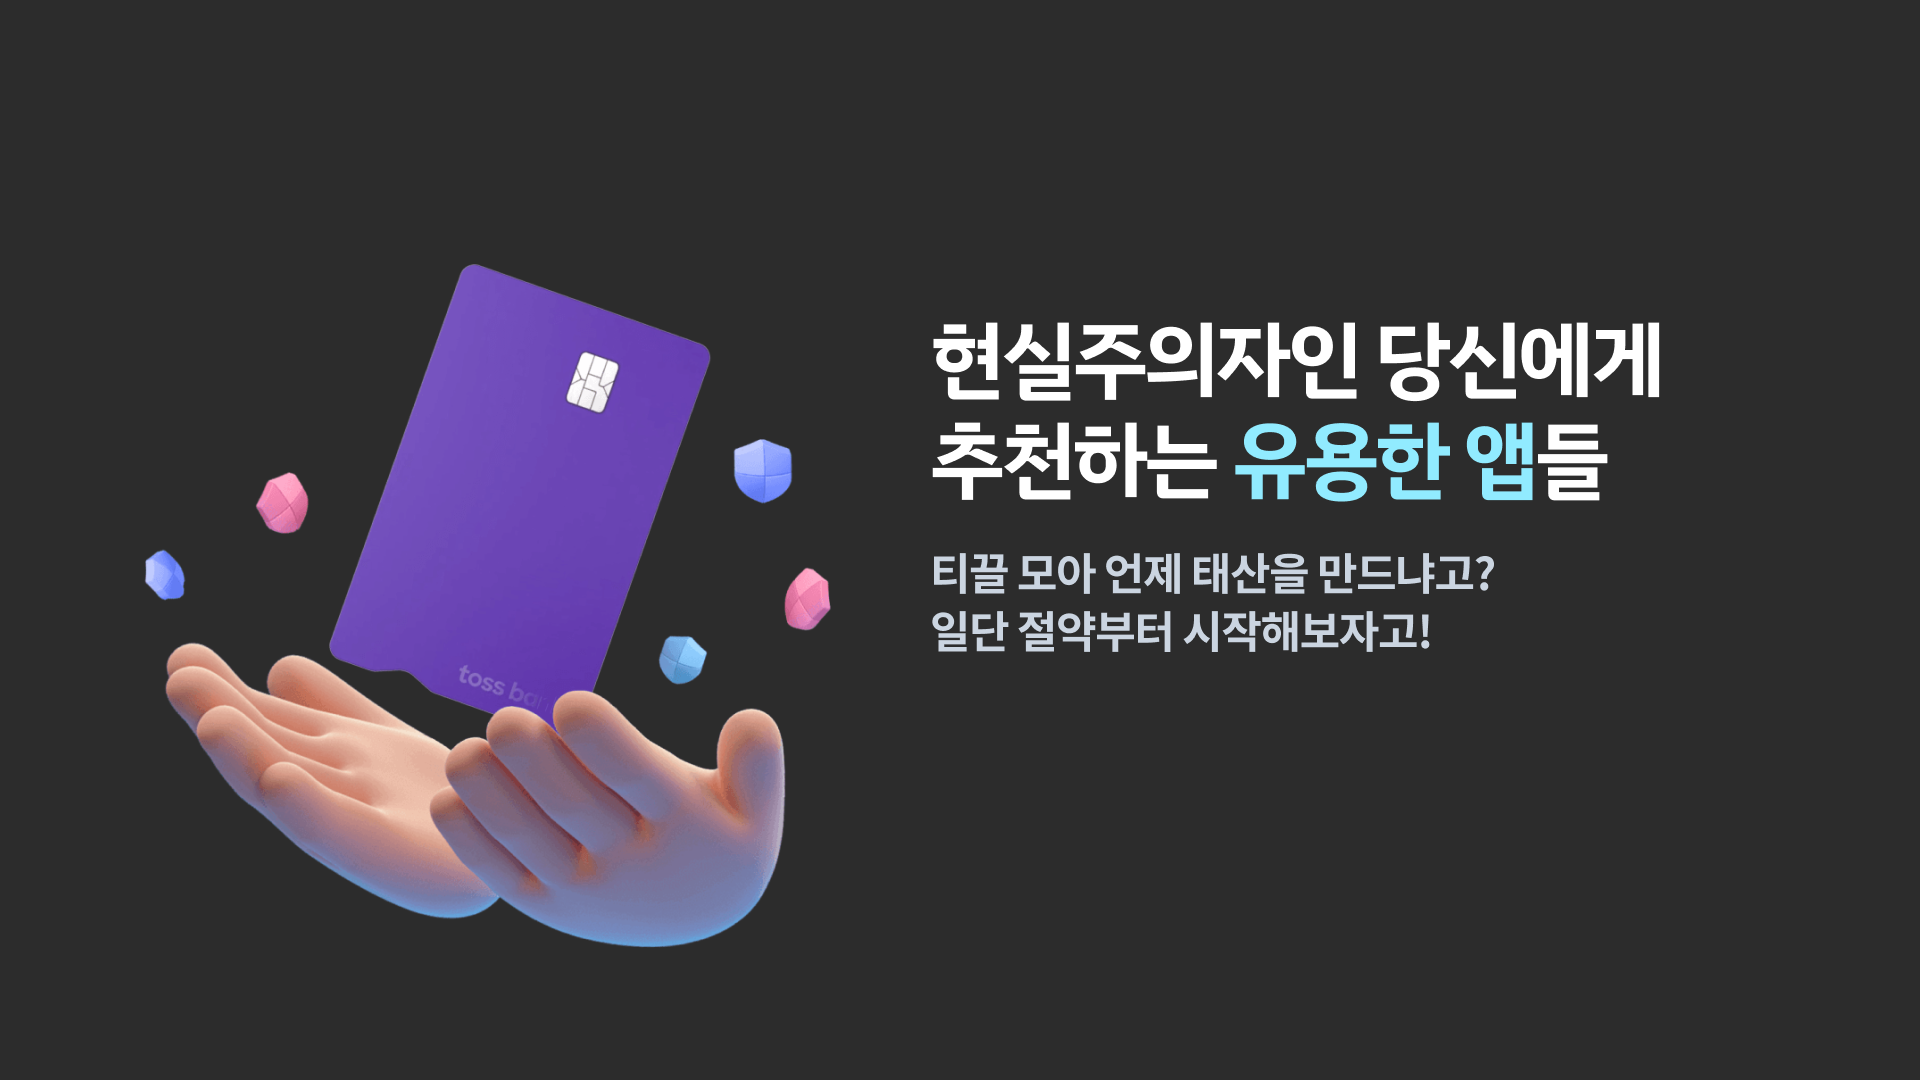 현실주의자인 당신에게
추천하는 유용한 앱들
티끌 모아 언제 태산을 만드냐고?
일단 절약부터 시작해보자고!
toss